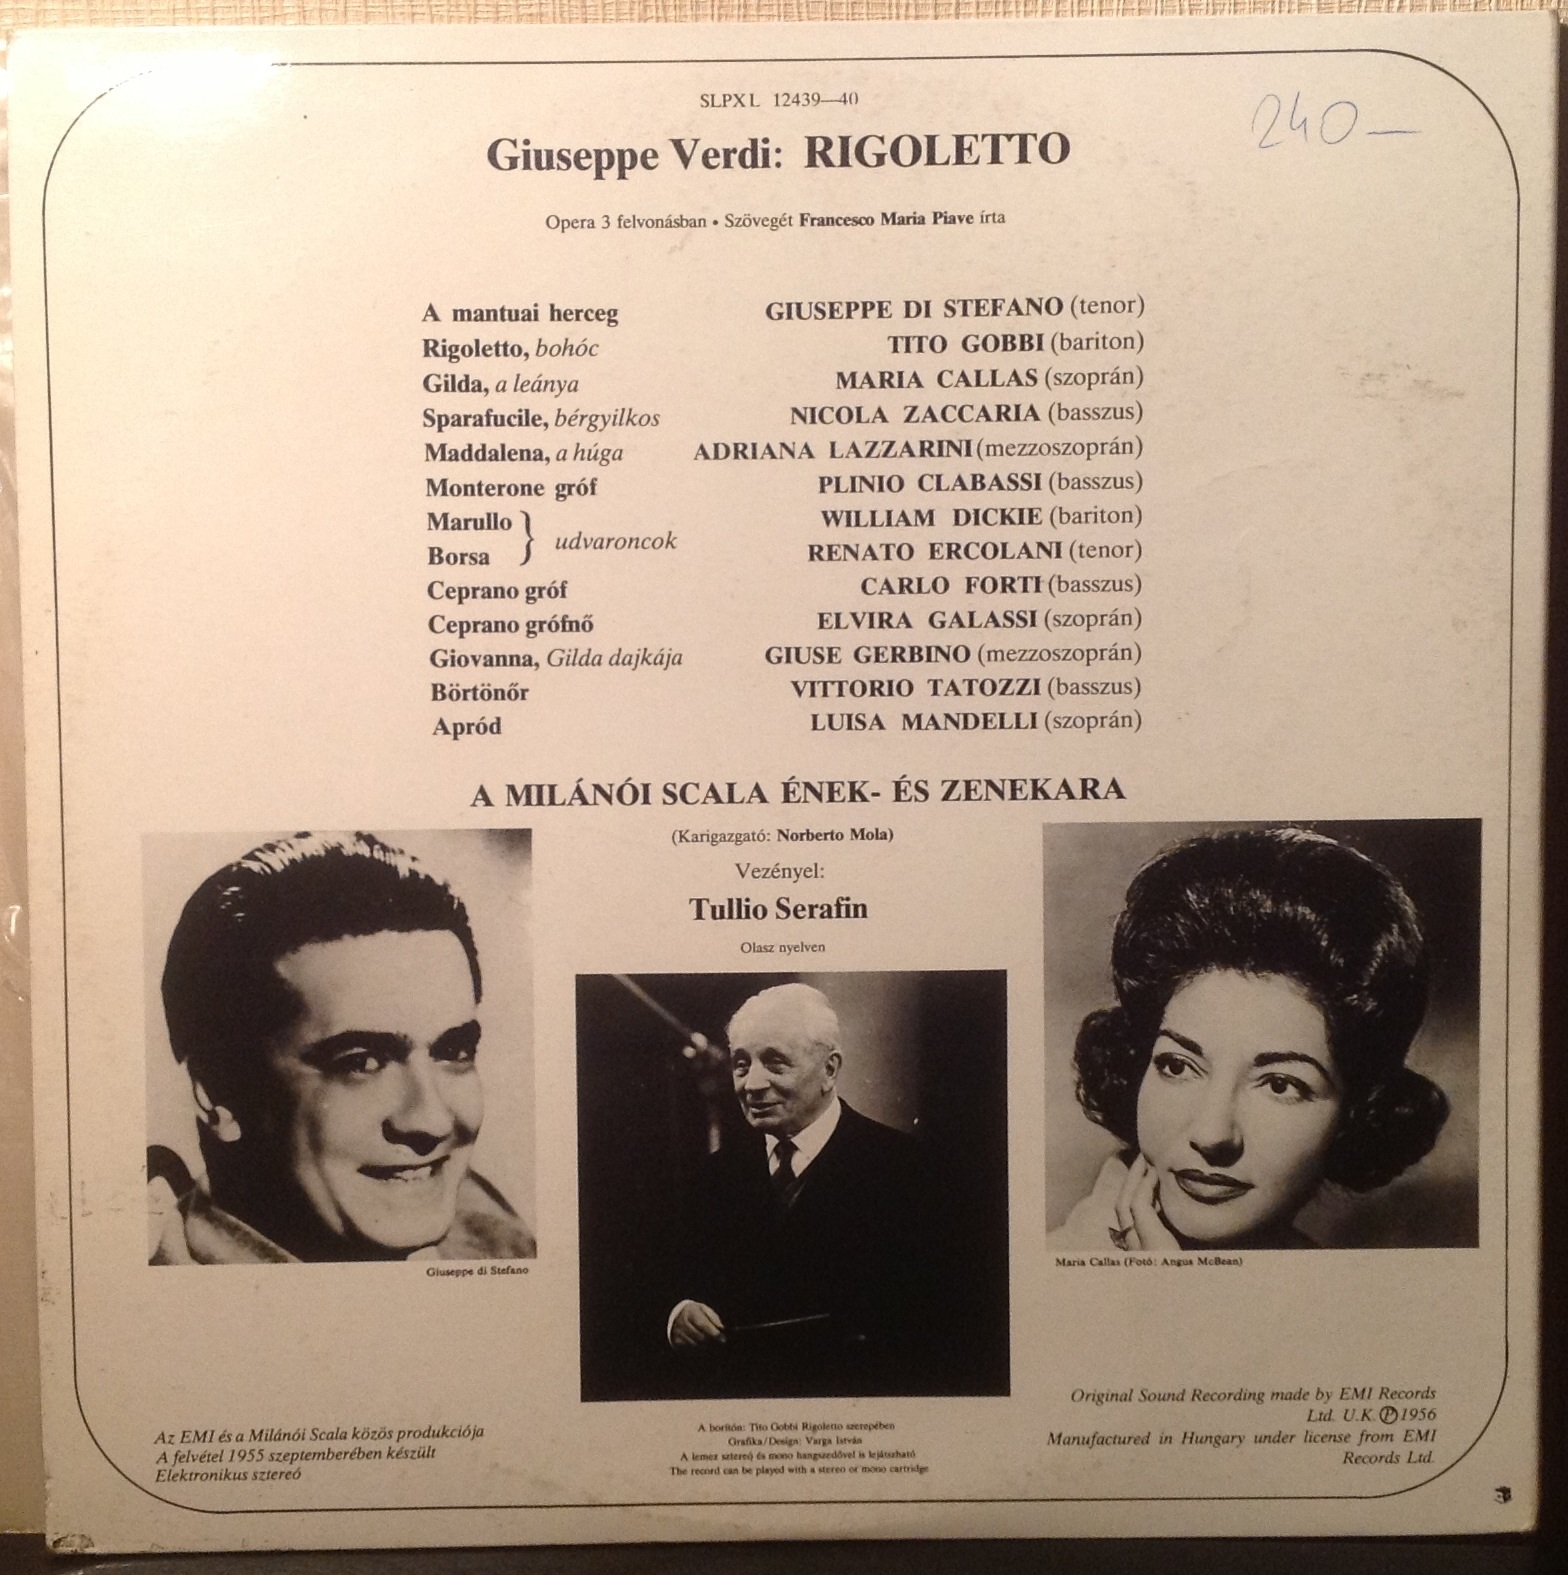 SLPXL 12439—40
240—
Giuseppe Verdi: RIGOLETTO
Opera 3 felvonásban • Szövegét Francesco Maria Piave írta
A mantuai herceg GIUSEPPE DI STEFANO (tenor)
Rigoletto, bohóc TITO GOBBI (bariton)
Gilda, a leánya MARIA CALLAS (szoprán)
Sparafucile, bérgyilkos NICOLA ZACCARIA (basszus)
Maddalena, a húga ADRIANA LAZZARINI (mezzoszoprán)
Monterone gróf PLINIO CLABASSI (basszus)
Marullo } udvaroncok WILLIAM DICKIE (bariton)
Borsa RENATO ERCOLANI (tenor)
Ceprano gróf CARLO FORTI (basszus)
Ceprano grófnő ELVIRA GALASSI (szoprán)
Giovanna, Gilda dajkája GIUSE GERBINO (mezzoszoprán)
Börtönőr VITTORIO TATOZZI (basszus)
Apród LUISA MANDELLI (szoprán)
A MILÁNÓI SCALA ÉNEK- ÉS ZENEKARA
(Karigazgató: Norberto Mola)
Vezényel:
Tullio Serafin
Olasz nyelven
Giuseppe di Stefano
Maria Callas (Fotó: Angus McBean)
Az EMI és a Milánói Scala közös produkciója
A felvétel 1955 szeptemberében készült
Elektronikus sztereó
A borítón: Tito Gobbi Rigoletto szerepében
Grafika/Design: Varga István
A lemez sztereó és mono hangszedővel is lejátszható
The record can be played with a stereo or mono cartridge
Original Sound Recording made by EMI Records
Ltd. U.K. Ⓟ 1956
Manufactured in Hungary under license from EMI
Records Ltd.